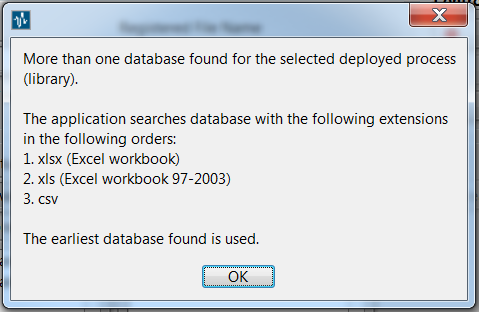 Registered File Name
More than one database found for the selected deployed process
(library).
The application searches database with the following extensions
in the following orders:
1. xlsx (Excel workbook)
2. xls (Excel workbook 97-2003)
3. csv
The earliest database found is used.
OK